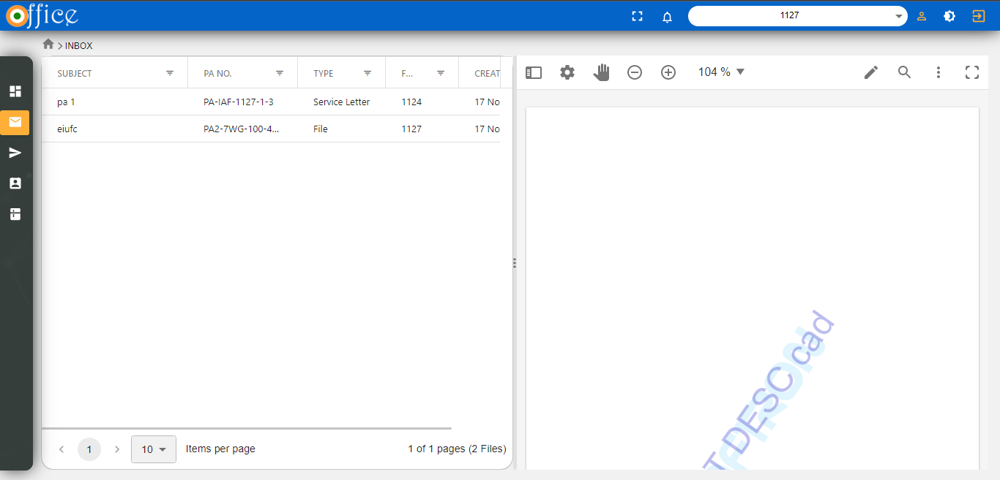 Office
1127
INBOX
SUBJECT PA NO. TYPE F... CREAT
104 %
pa 1 PA-IAF-1127-1-3 Service Letter 1124 17 No
eiufc PA2-7WG-100-4... File 1127 17 No
T DESC cad
1 10 Items per page 1 of 1 pages (2 Files)